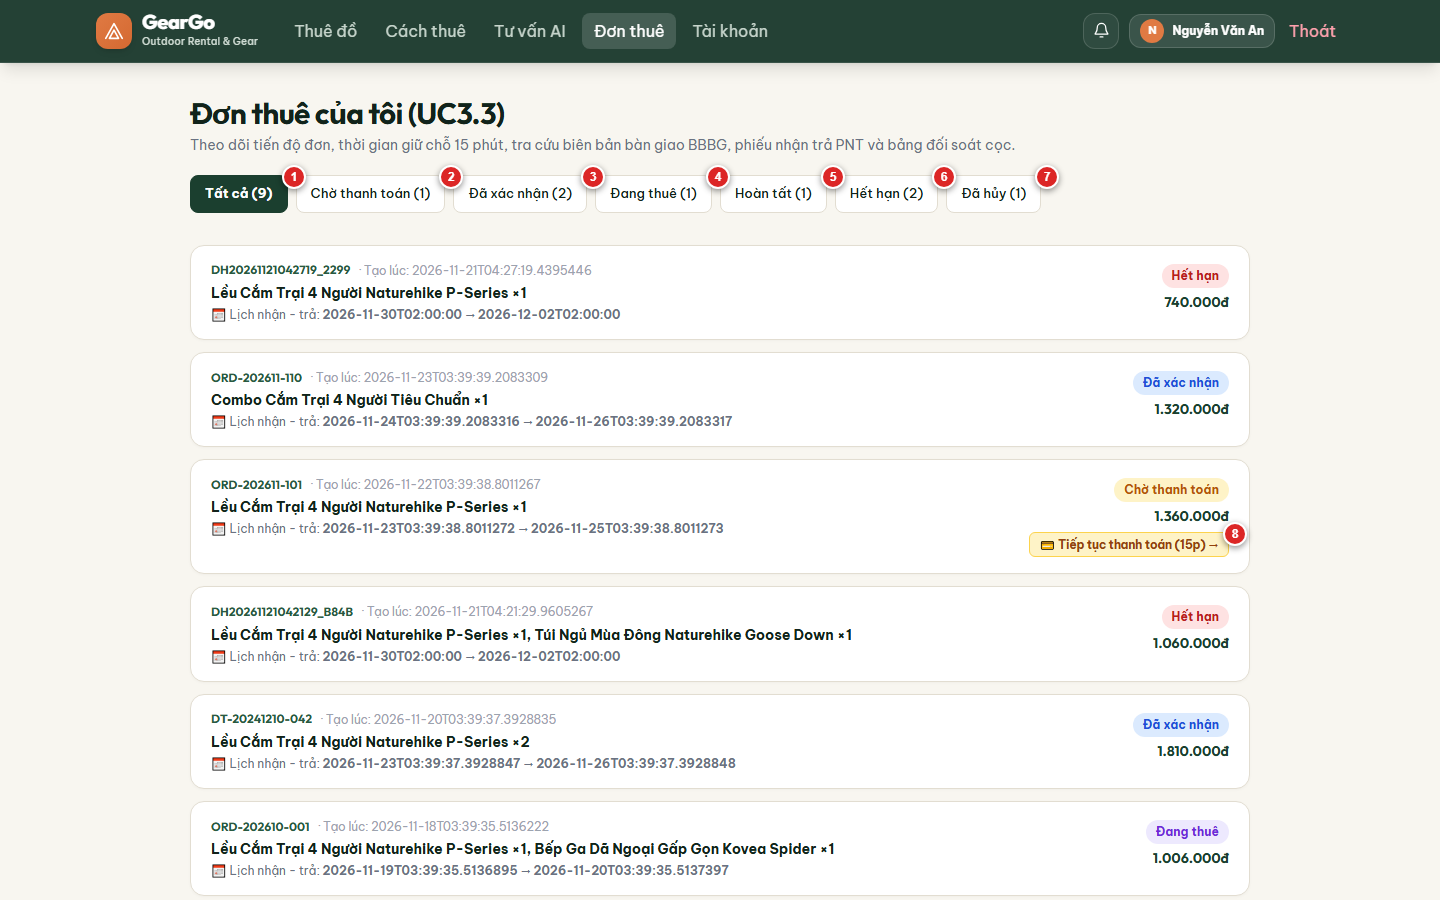 GearGo
Outdoor Rental & Gear
Thuê đồ
Cách thuê
Tư vấn AI
Đơn thuê
Tài khoản
N
Nguyễn Văn An
Thoát
Đơn thuê của tôi (UC3.3)
Theo dõi tiến độ đơn, thời gian giữ chỗ 15 phút, tra cứu biên bản bàn giao BBBG, phiếu nhận trả PNT và bảng đối soát cọc.
Tất cả (9)
1
Chờ thanh toán (1)
2
Đã xác nhận (2)
3
Đang thuê (1)
4
Hoàn tất (1)
5
Hết hạn (2)
6
Đã hủy (1)
7
DH20261121042719_2299 · Tạo lúc: 2026-11-21T04:27:19.4395446
Hết hạn
Lều Cắm Trại 4 Người Naturehike P-Series ×1
740.000đ
Lịch nhận - trả: 2026-11-30T02:00:00 → 2026-12-02T02:00:00
ORD-202611-110 · Tạo lúc: 2026-11-23T03:39:39.2083309
Đã xác nhận
Combo Cắm Trại 4 Người Tiêu Chuẩn ×1
1.320.000đ
Lịch nhận - trả: 2026-11-24T03:39:39.2083316 → 2026-11-26T03:39:39.2083317
ORD-202611-101 · Tạo lúc: 2026-11-22T03:39:38.8011267
Chờ thanh toán
Lều Cắm Trại 4 Người Naturehike P-Series ×1
1.360.000đ
Lịch nhận - trả: 2026-11-23T03:39:38.8011272 → 2026-11-25T03:39:38.8011273
8
Tiếp tục thanh toán (15p) →
DH20261121042129_B84B · Tạo lúc: 2026-11-21T04:21:29.9605267
Hết hạn
Lều Cắm Trại 4 Người Naturehike P-Series ×1, Túi Ngủ Mùa Đông Naturehike Goose Down ×1
1.060.000đ
Lịch nhận - trả: 2026-11-30T02:00:00 → 2026-12-02T02:00:00
DT-20241210-042 · Tạo lúc: 2026-11-20T03:39:37.3928835
Đã xác nhận
Lều Cắm Trại 4 Người Naturehike P-Series ×2
1.810.000đ
Lịch nhận - trả: 2026-11-23T03:39:37.3928847 → 2026-11-26T03:39:37.3928848
ORD-202610-001 · Tạo lúc: 2026-11-18T03:39:35.5136222
Đang thuê
Lều Cắm Trại 4 Người Naturehike P-Series ×1, Bếp Ga Dã Ngoại Gấp Gọn Kovea Spider ×1
1.006.000đ
Lịch nhận - trả: 2026-11-19T03:39:35.5136895 → 2026-11-20T03:39:35.5137397